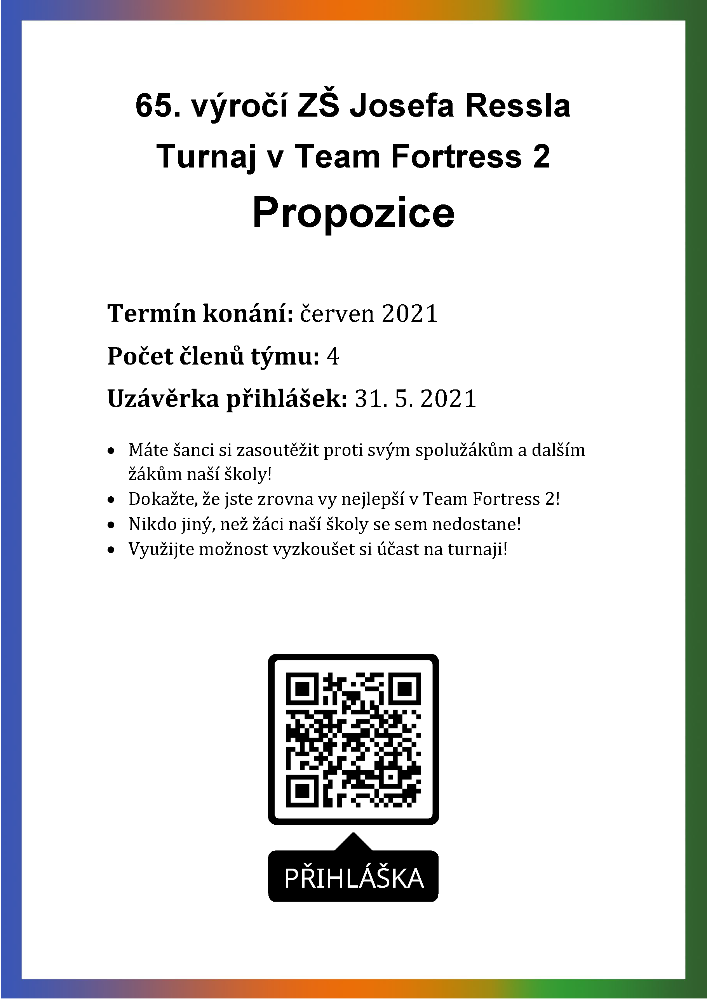 65. výročí ZŠ Josefa Ressla
Turnaj v Team Fortress 2
Propozice
Termín konání: červen 2021
Počet členů týmu: 4
Uzávěrka přihlášek: 31. 5. 2021
• Máte šanci si zasoutěžit proti svým spolužákům a dalším
žákům naší školy!
• Dokažte, že jste zrovna vy nejlepší v Team Fortress 2!
• Nikdo jiný, než žáci naší školy se sem nedostane!
• Využijte možnost vyzkoušet si účast na turnaji!
PŘIHLÁŠKA